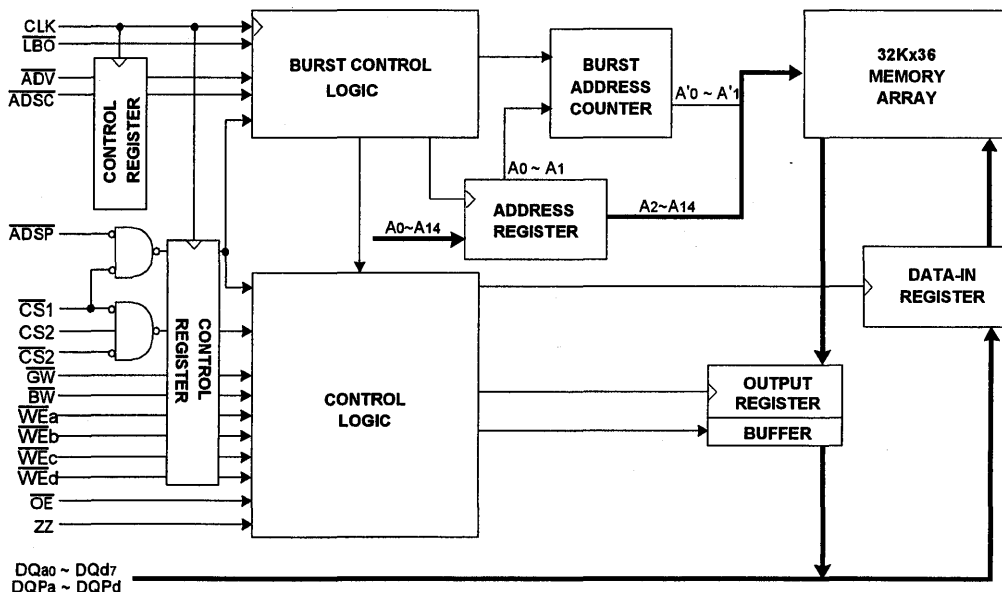 CLK
LBO
ADV
ADSC
CONTROL
REGISTER
BURST CONTROL
LOGIC
BURST
ADDRESS
COUNTER
A'0 ~ A'1
32Kx36
MEMORY
ARRAY
A0 ~ A1
ADDRESS
REGISTER
A0~A14
A2~A14
ADSP
CS1
CS2
CS2
GW
BW
WEa
WEb
WEc
WEd
OE
ZZ
CONTROL
REGISTER
CONTROL
LOGIC
DATA-IN
REGISTER
OUTPUT
REGISTER
BUFFER
DQa0 ~ DQd7
DQPa ~ DQPd